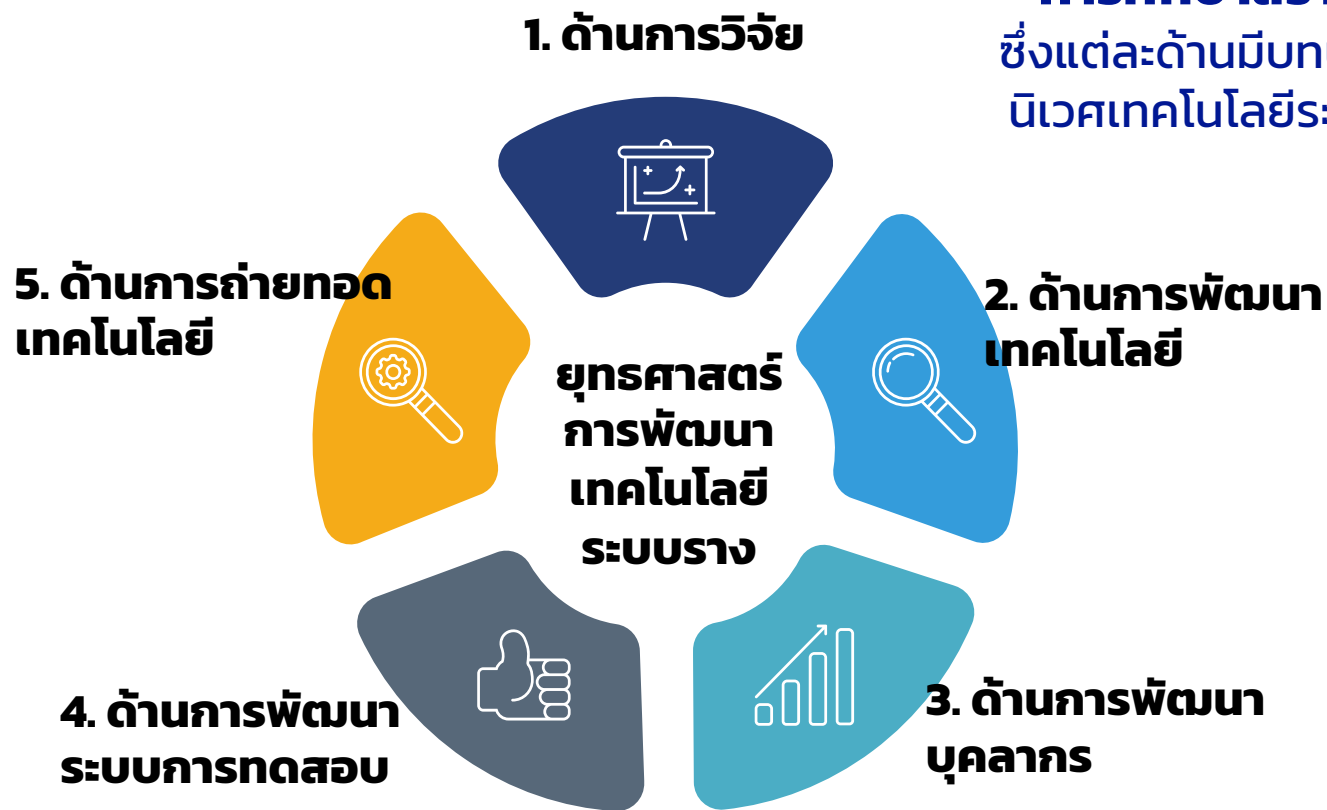 1. ด้านการวิจัย
ซึ่งแต่ละด้านมี
นิเวศเทคโนโลยี
5. ด้านการถ่ายทอด
เทคโนโลยี
2. ด้านการพัฒนา
เทคโนโลยี
ยุทธศาสตร์
การพัฒนา
เทคโนโลยี
ระบบราง
4. ด้านการพัฒนา
ระบบการทดสอบ
3. ด้านการพัฒนา
บุคลากร